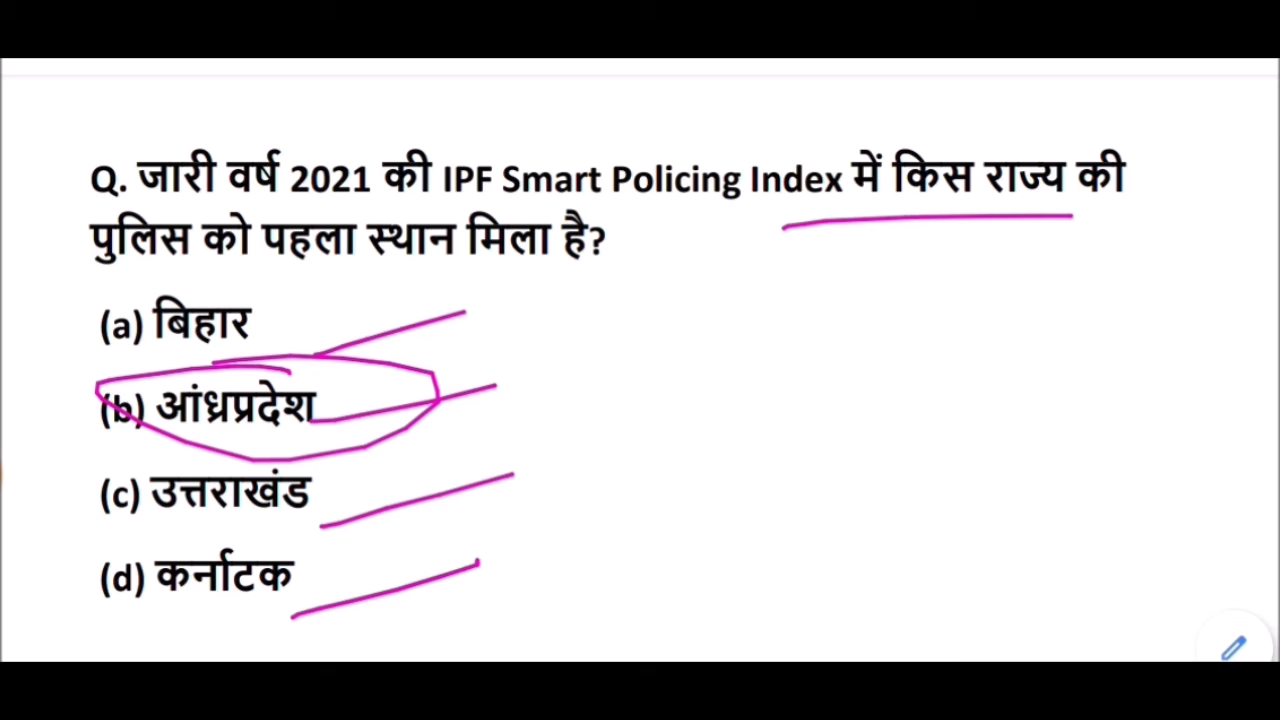 Q. जारी वर्ष 2021 की IPF Smart Policing Index में किस राज्य की
पुलिस को पहला स्थान मिला है?
(a) बिहार
(b) आंध्रप्रदेश
(c) उत्तराखंड
(d) कर्नाटक